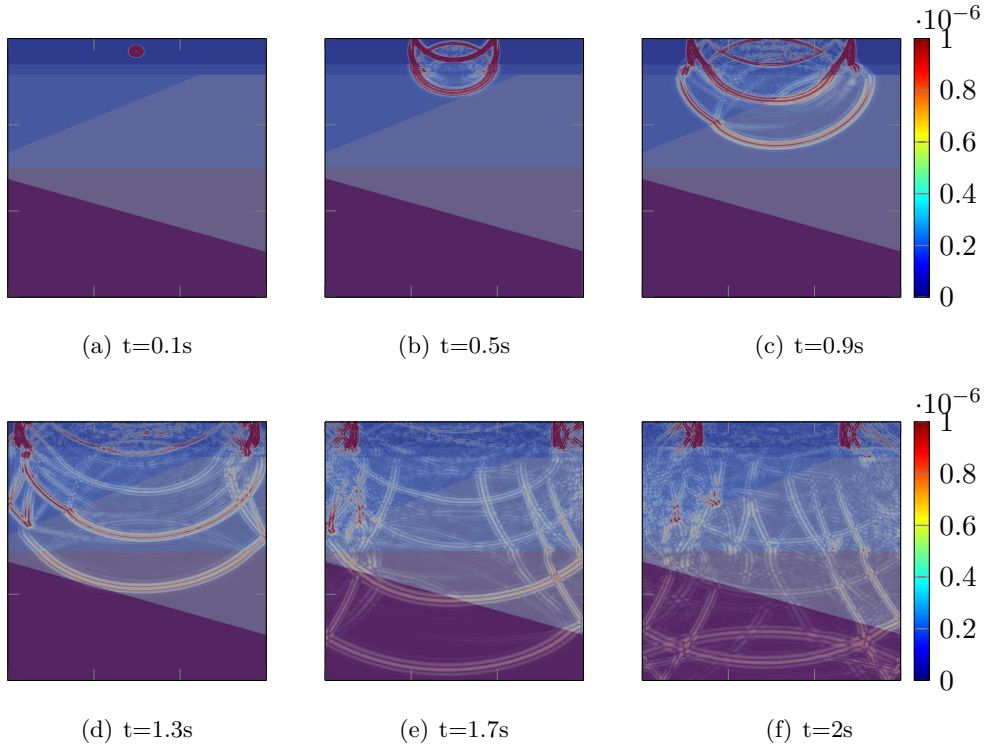 ·10−6
1
0.8
0.6
0.4
0.2
0
(a) t=0.1s
(b) t=0.5s
(c) t=0.9s
·10−6
1
0.8
0.6
0.4
0.2
0
(d) t=1.3s
(e) t=1.7s
(f) t=2s